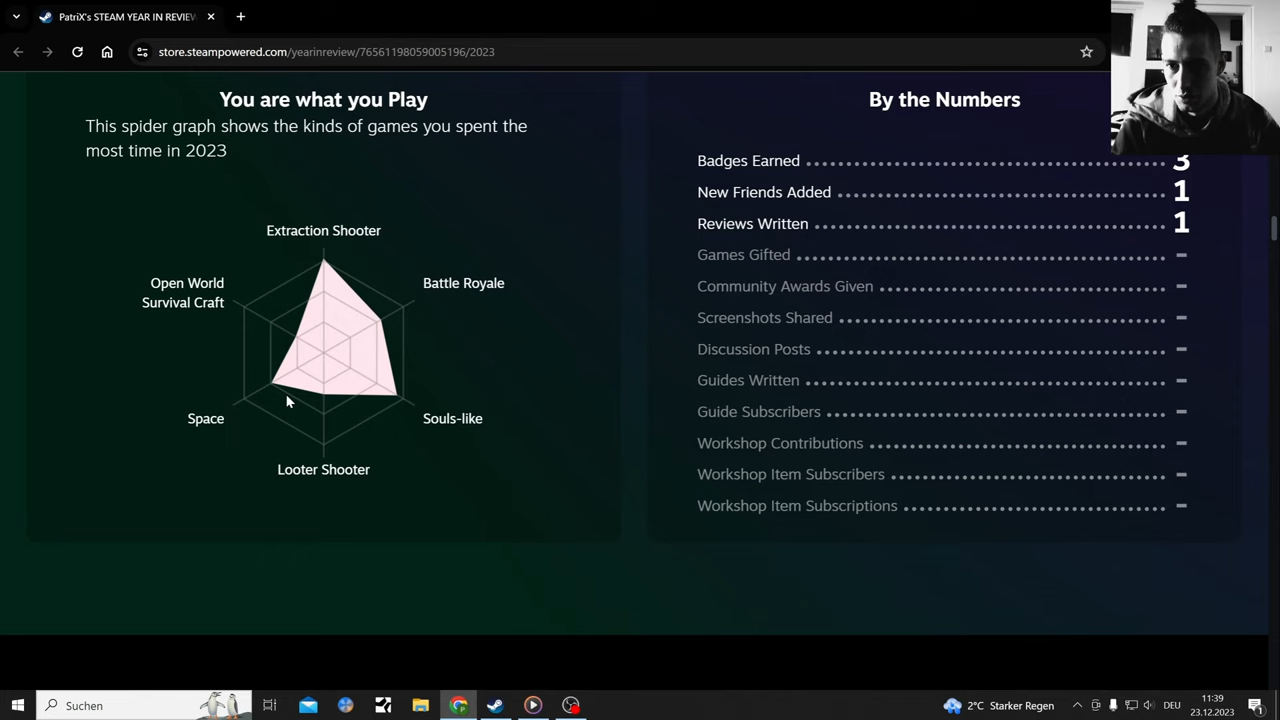 PatriX's STEAM YEAR IN REVIEW
store.steampowered.com/yearinreview/76561198059005196/2023
You are what you Play
This spider graph shows the kinds of games you spent the
most time in 2023
Extraction Shooter
Open World
Survival Craft
Battle Royale
Space
Souls-like
Looter Shooter
By the Numbers
Badges Earned 3
New Friends Added 1
Reviews Written 1
Games Gifted -
Community Awards Given -
Screenshots Shared -
Discussion Posts -
Guides Written -
Guide Subscribers -
Workshop Contributions -
Workshop Item Subscribers -
Workshop Item Subscriptions -
Suchen
2°C Starker Regen
DEU
11:39
23.12.2023
1